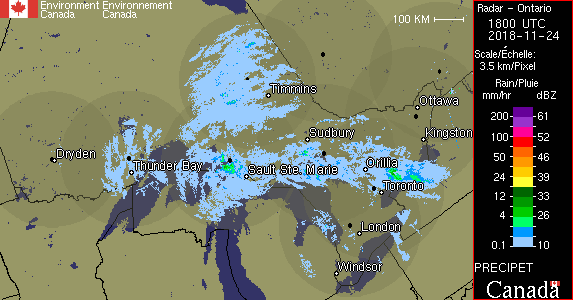 Environment Environnement
Canada Canada
100 KM
Timmins
Ottawa
Sudbury
Kingston
Dryden
Thunder Bay
Sault Ste. Marie
Orillia
Toronto
London
Windsor
Radar - Ontario
1800 UTC
2018-11-24
Scale/Échelle:
3.5 km/Pixel
Rain/Pluie
mm/hr dBZ
200 61
100 52
50 46
24 39
12 33
4 26
0.1 10
PRECIPET
Canada